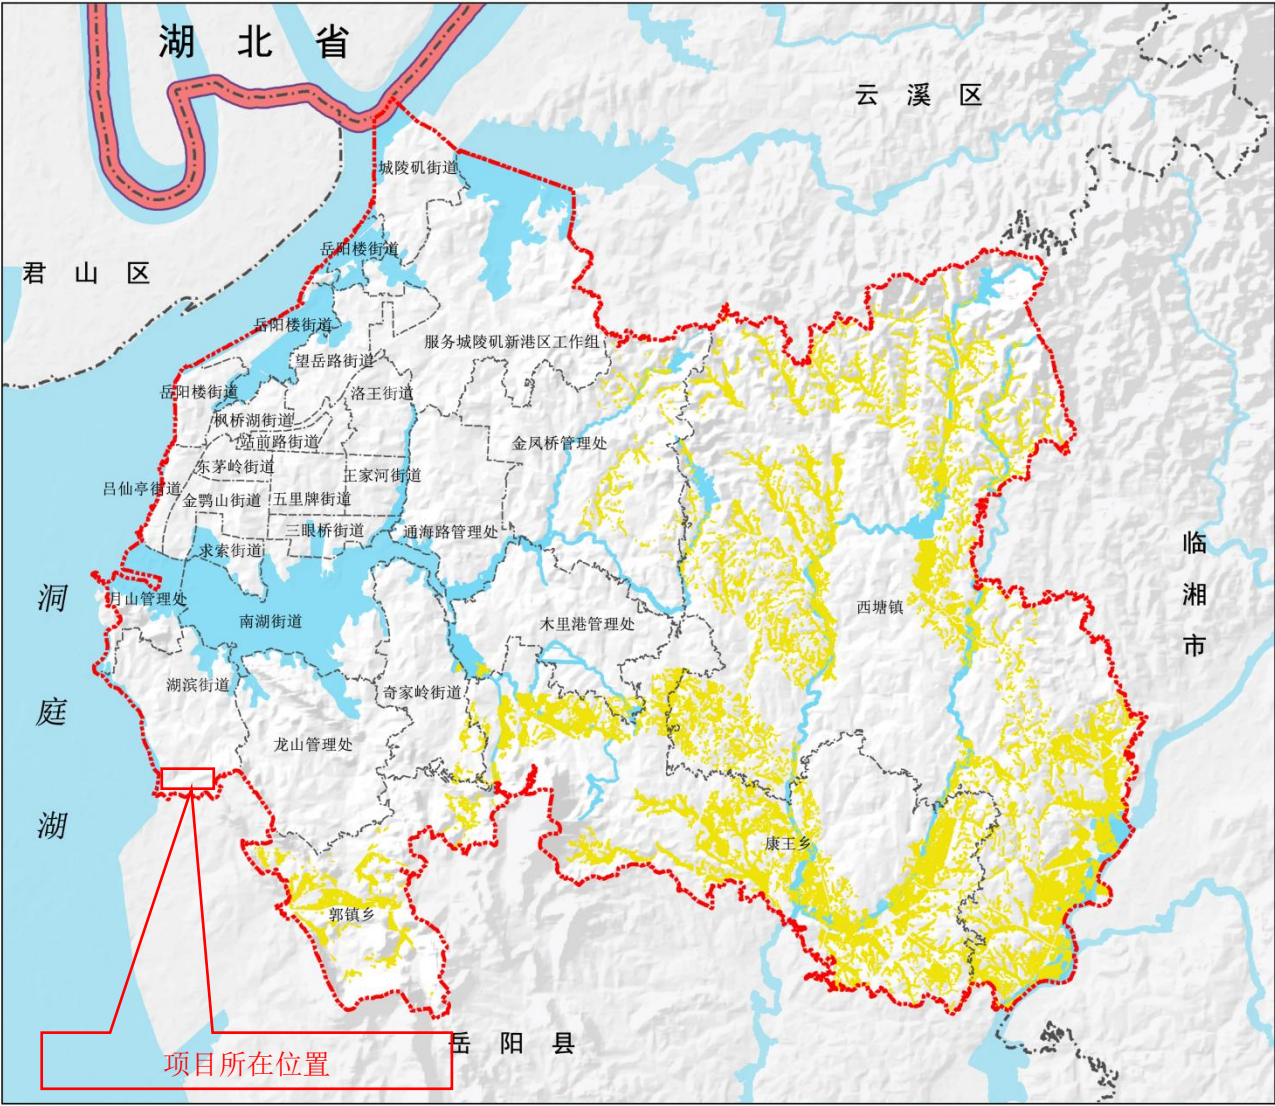 湖北省
云溪区
城陵矶街道
岳阳楼街道
君山区
岳阳楼街道
服务城陵矶新港区工作组
望岳路街道
岳阳楼街道
洛王街道
枫桥湖街道
站前路街道
金凤桥管理处
东茅岭街道
王家河街道
吕仙亭街道
金鹗山街道
五里牌街道
三眼桥街道
通海路管理处
求索街道
临湘市
月山管理处
南湖街道
木里港管理处
西塘镇
洞庭湖
湖滨街道
奇家岭街道
龙山管理处
康王乡
郭镇乡
岳阳县
项目所在位置